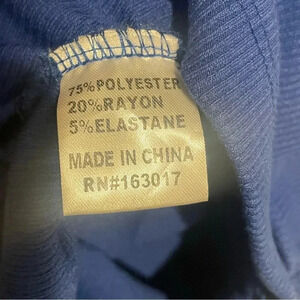 75%POLYESTER
20%RAYON
5%ELASTANE
MADE IN CHINA
RN#163017